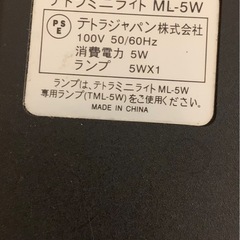 テトラミニライト ML-5W
P
S
E
テトラジャパン株式会社
100V 50/60Hz
消費電力 5W
ランプ 5WX1
ランプは、テトラミニライト ML-5W
専用ランプ(TML-5W)をご使用ください。
MADE IN CHINA